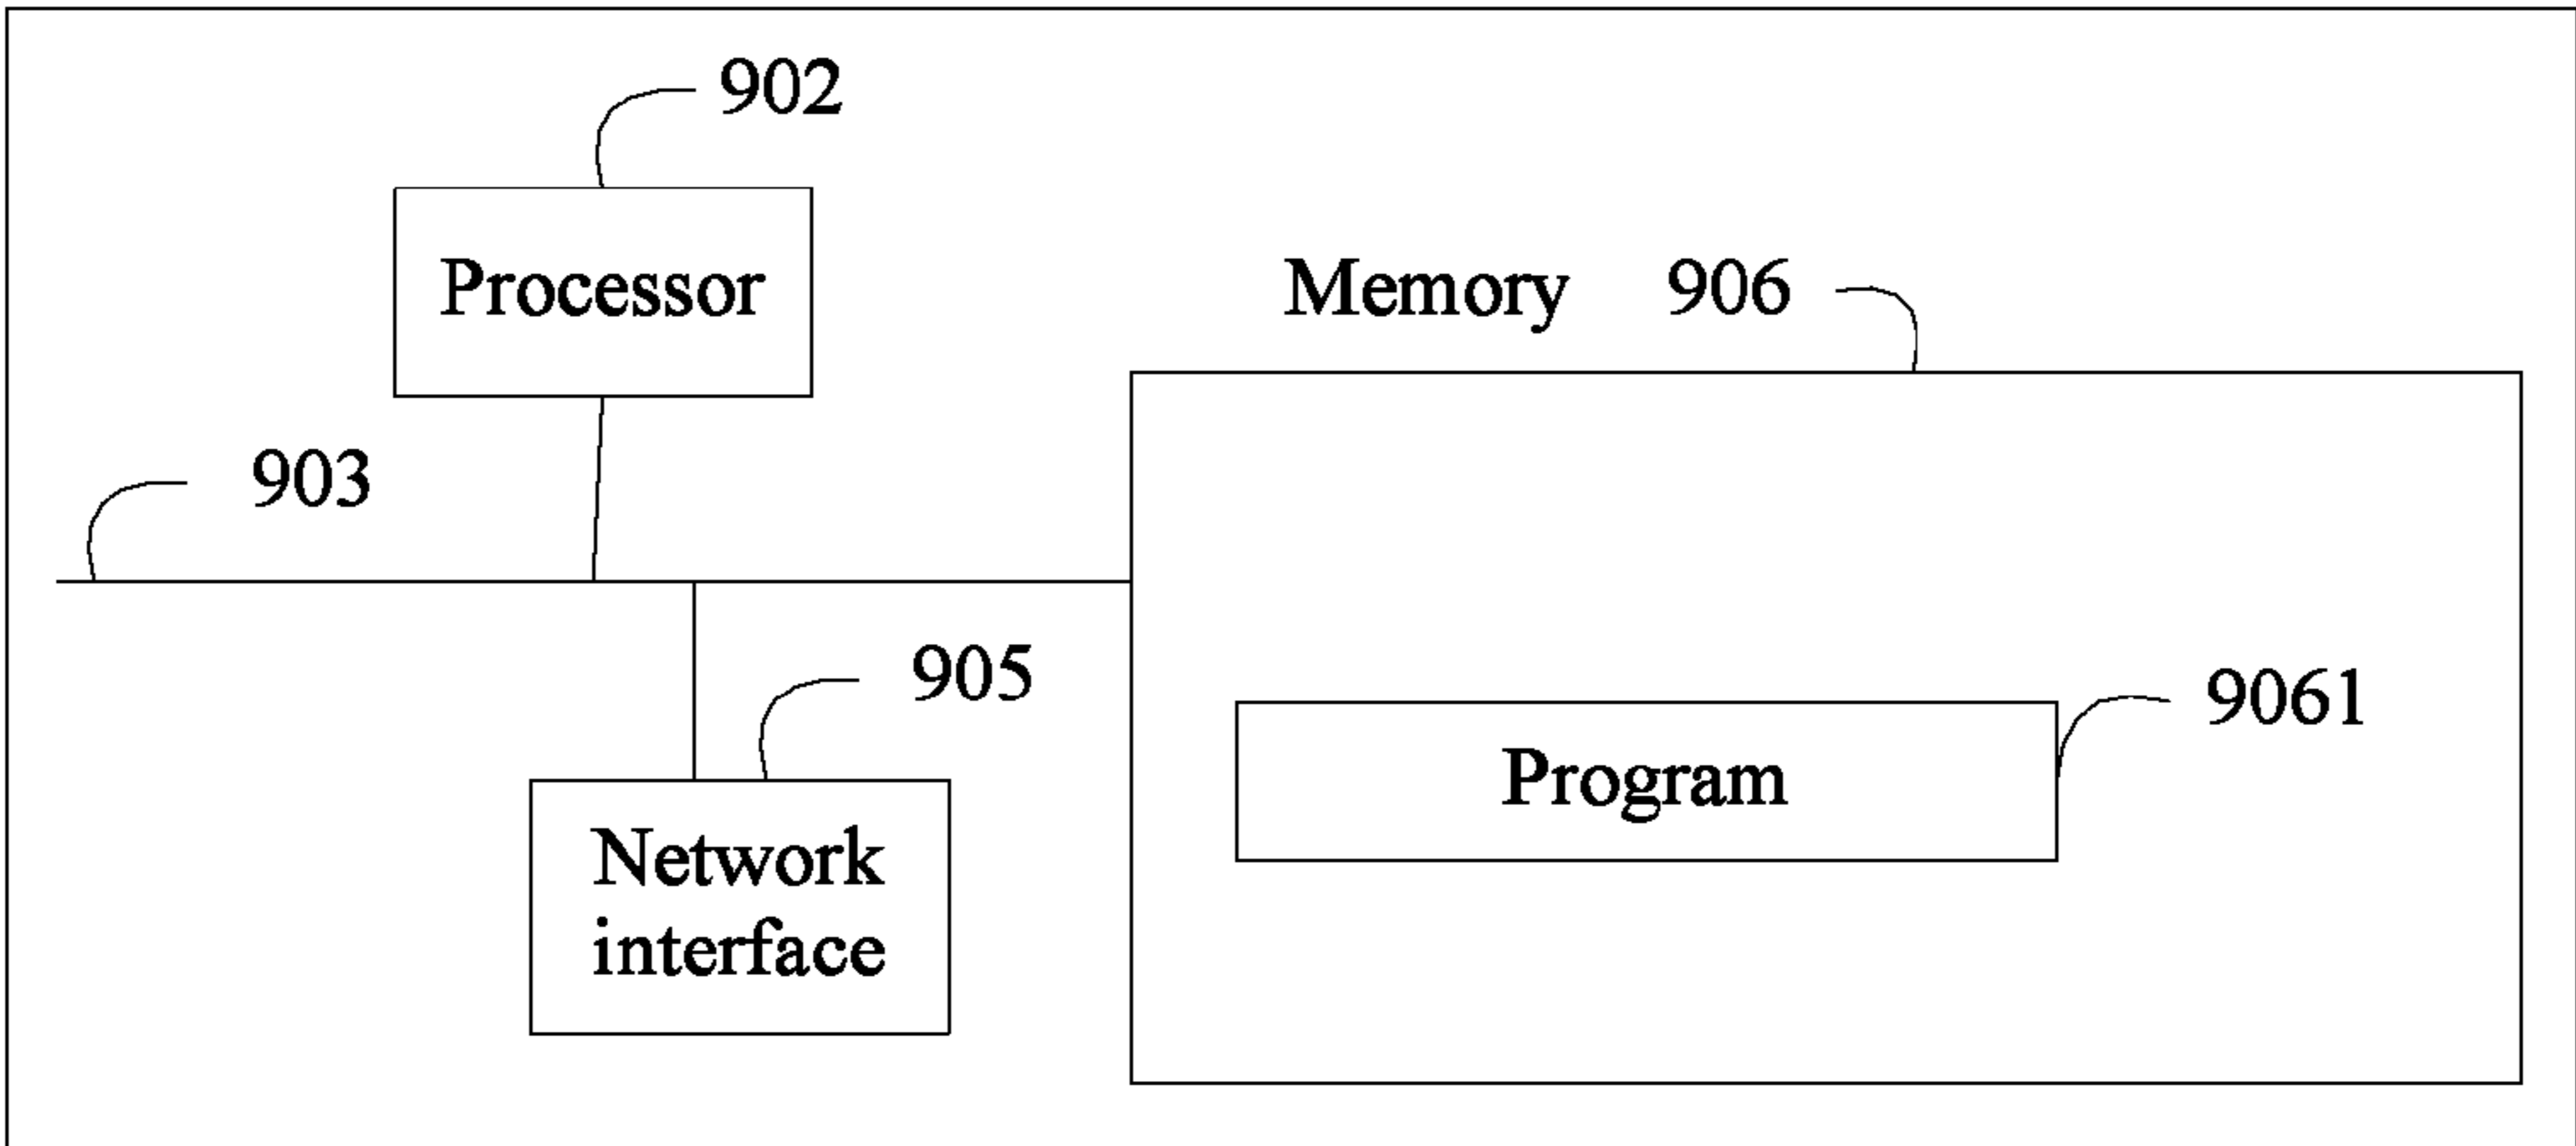 902
Processor
Memory 906
903
905
9061
Program
Network
interface